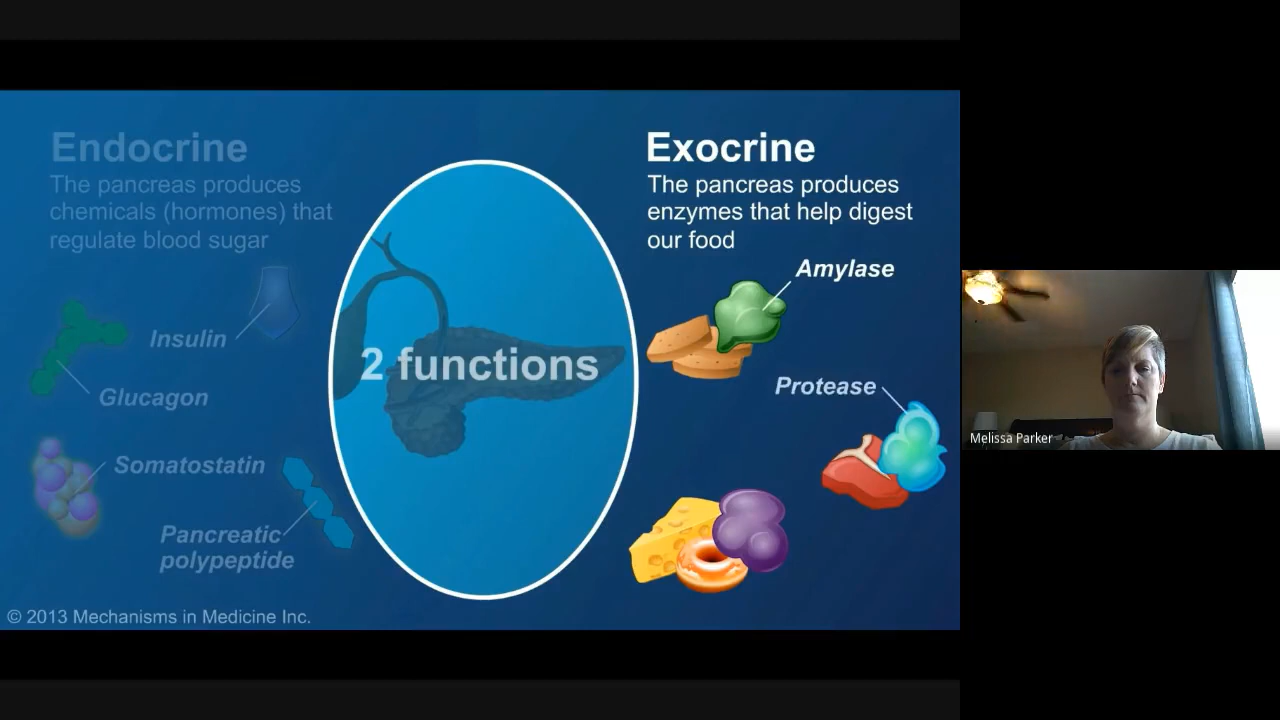 Endocrine
The pancreas produces
chemicals (hormones) that
regulate blood sugar
Insulin
Glucagon
Somatostatin
Pancreatic
polypeptide
2 functions
Exocrine
The pancreas produces
enzymes that help digest
our food
Amylase
Protease
© 2013 Mechanisms in Medicine Inc.
Melissa Parker